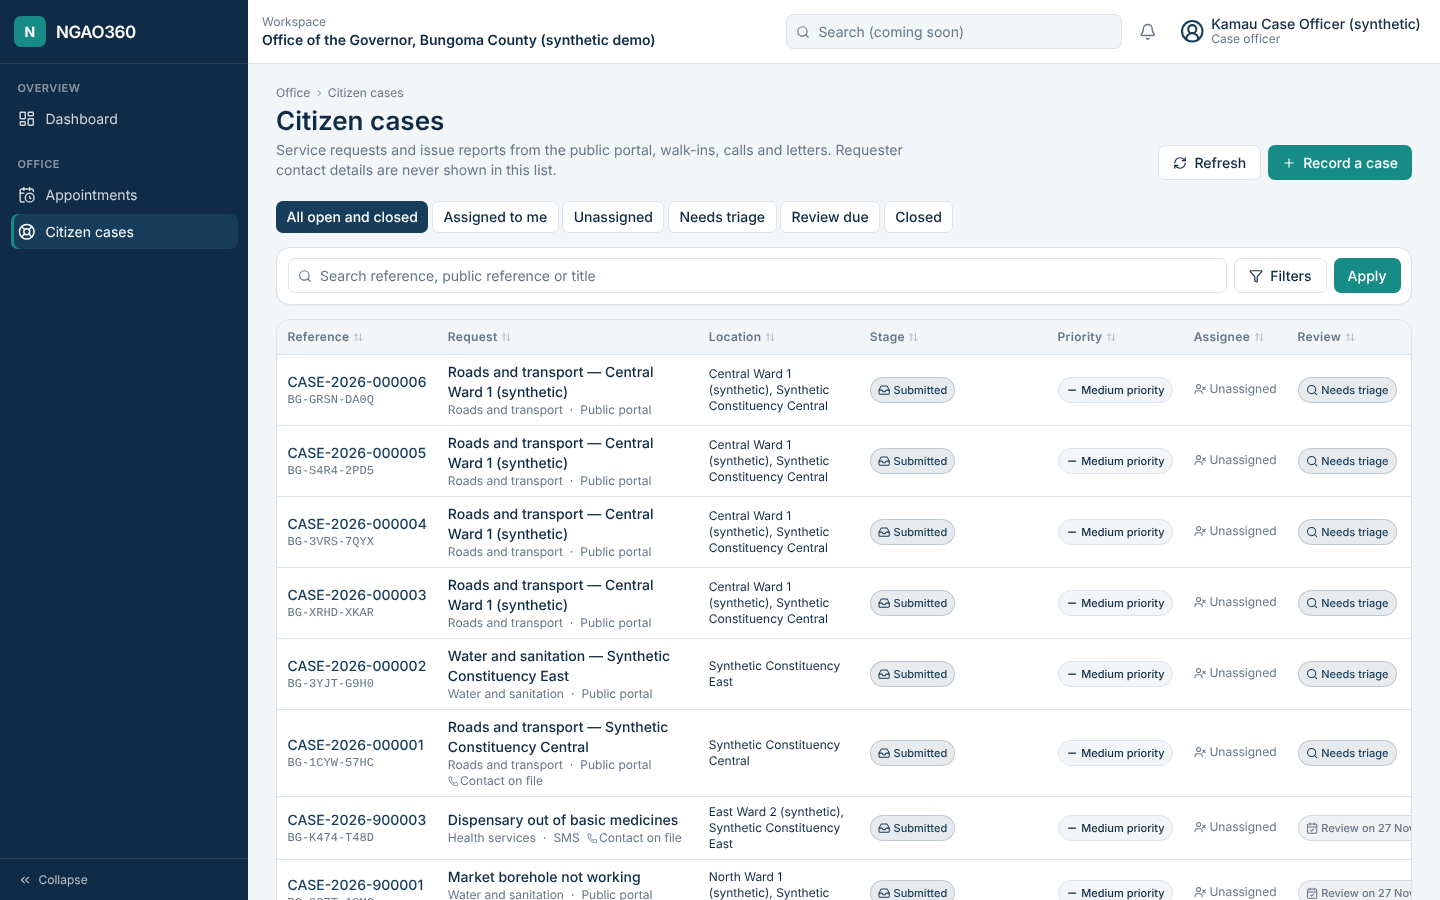 N NGAO360
OVERVIEW
Dashboard
OFFICE
Appointments
Citizen cases
Collapse
Workspace
Office of the Governor, Bungoma County (synthetic demo)
Search (coming soon)
Kamau Case Officer (synthetic)
Case officer
Office › Citizen cases
Citizen cases
Service requests and issue reports from the public portal, walk-ins, calls and letters. Requester
contact details are never shown in this list.
Refresh
+ Record a case
All open and closed Assigned to me Unassigned Needs triage Review due Closed
Search reference, public reference or title
Filters
Apply
Reference Request Location Stage Priority Assignee Review
CASE-2026-000006
BG-GRSN-DA0Q
Roads and transport — Central
Ward 1 (synthetic)
Roads and transport · Public portal
Central Ward 1
(synthetic), Synthetic
Constituency Central
Submitted
Medium priority
Unassigned
Needs triage
CASE-2026-000005
BG-S4R4-2PD5
Roads and transport — Central
Ward 1 (synthetic)
Roads and transport · Public portal
Central Ward 1
(synthetic), Synthetic
Constituency Central
Submitted
Medium priority
Unassigned
Needs triage
CASE-2026-000004
BG-3VRS-7QYX
Roads and transport — Central
Ward 1 (synthetic)
Roads and transport · Public portal
Central Ward 1
(synthetic), Synthetic
Constituency Central
Submitted
Medium priority
Unassigned
Needs triage
CASE-2026-000003
BG-XRHD-XKAR
Roads and transport — Central
Ward 1 (synthetic)
Roads and transport · Public portal
Central Ward 1
(synthetic), Synthetic
Constituency Central
Submitted
Medium priority
Unassigned
Needs triage
CASE-2026-000002
BG-3YJT-G9H0
Water and sanitation — Synthetic
Constituency East
Water and sanitation · Public portal
Synthetic Constituency
East
Submitted
Medium priority
Unassigned
Needs triage
CASE-2026-000001
BG-1CYW-57HC
Roads and transport — Synthetic
Constituency Central
Roads and transport · Public portal
Contact on file
Synthetic Constituency
Central
Submitted
Medium priority
Unassigned
Needs triage
CASE-2026-900003
BG-K474-T48D
Dispensary out of basic medicines
Health services · SMS Contact on file
East Ward 2 (synthetic),
Synthetic Constituency
East
Submitted
Medium priority
Unassigned
Review on 27 Nov
CASE-2026-900001
Market borehole not working
Water and sanitation · Public portal
North Ward 1
(synthetic), Synthetic
Submitted
Medium priority
Unassigned
Review on 27 Nov